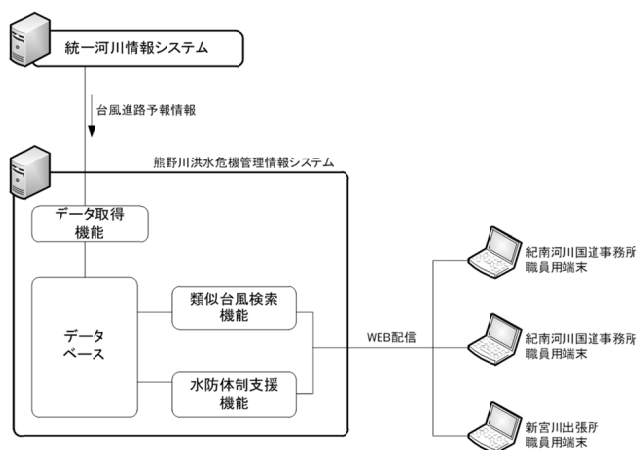 統一河川情報システム
台風進路予報情報
熊野川洪水危機管理情報システム
データ取得
機能
データ
ベース
類似台風検索
機能
水防体制支援
機能
WEB配信
紀南河川国道事務所
職員用端末
紀南河川国道事務所
職員用端末
新宮川出張所
職員用端末